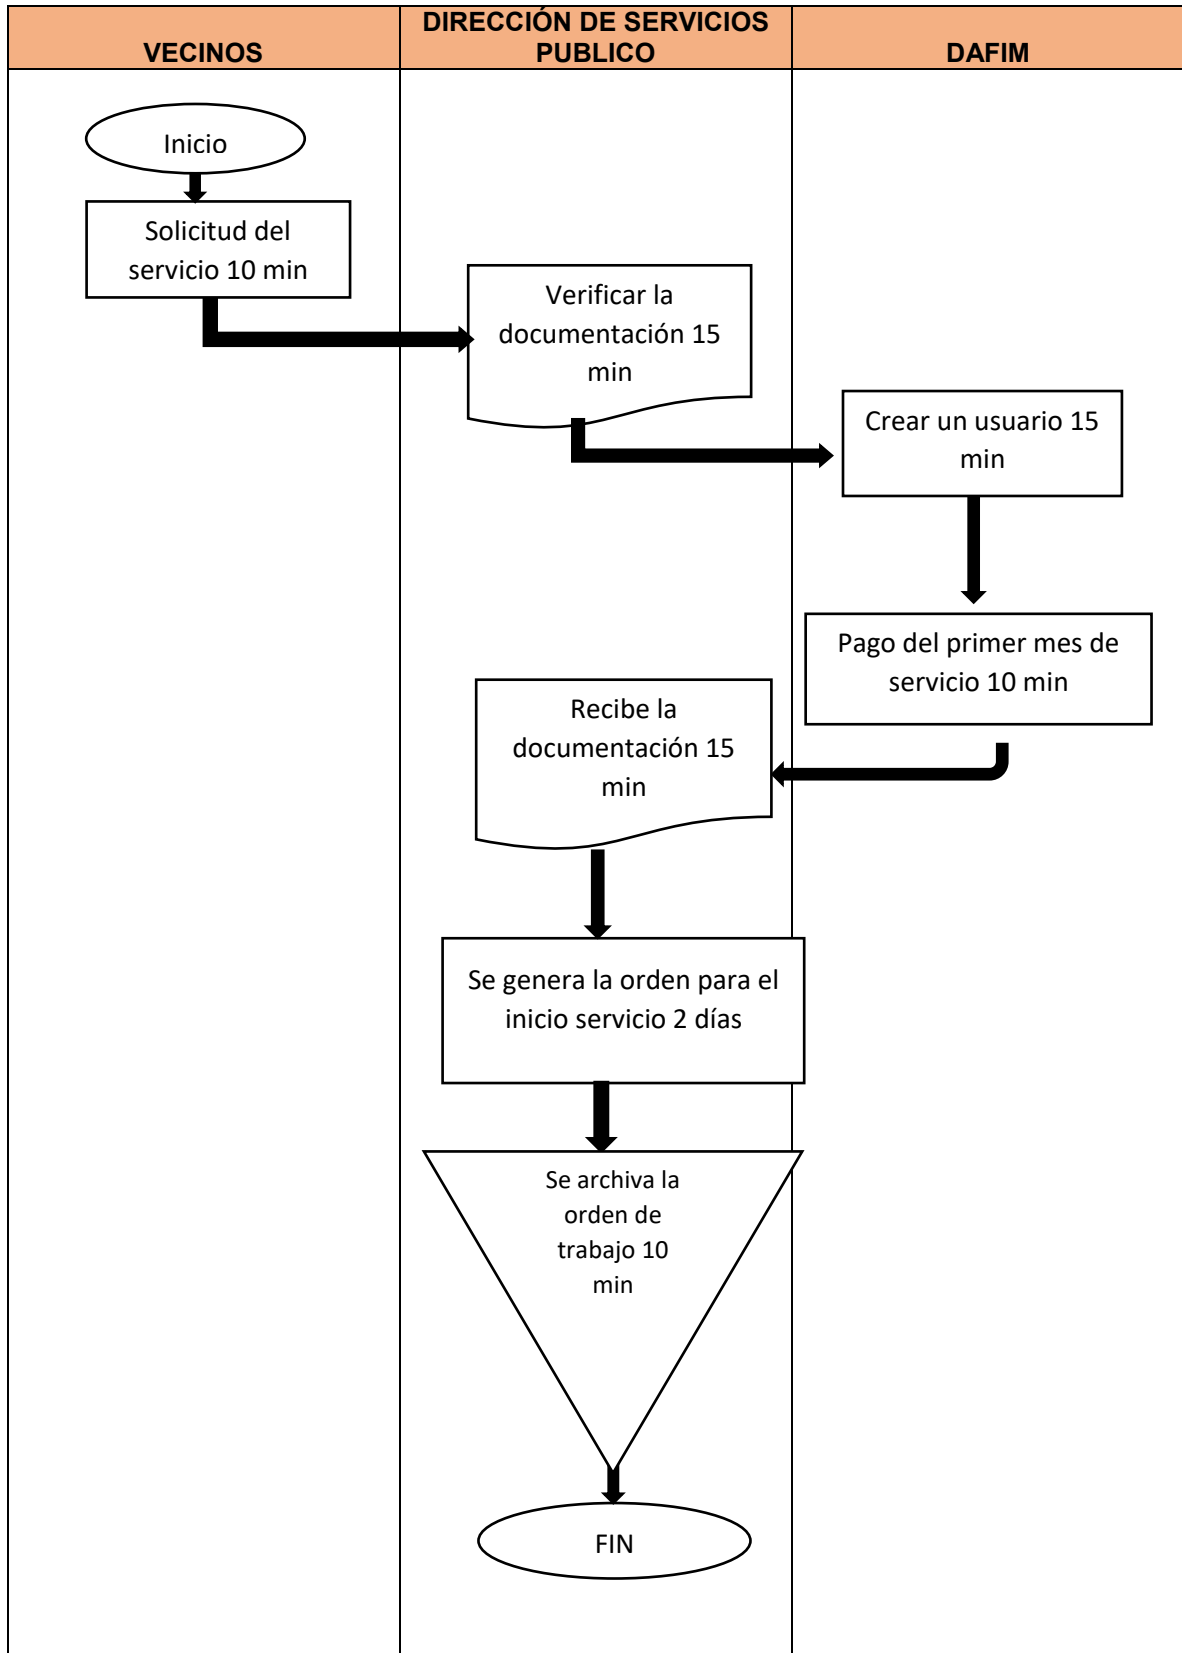 VECINOS
DIRECCIÓN DE SERVICIOS
PUBLICO
DAFIM
Inicio
Solicitud del
servicio 10 min
Verificar la
documentación 15
min
Crear un usuario 15
min
Pago del primer mes de
servicio 10 min
Recibe la
documentación 15
min
Se genera la orden para el
inicio servicio 2 días
Se archiva la
orden de
trabajo 10
min
FIN